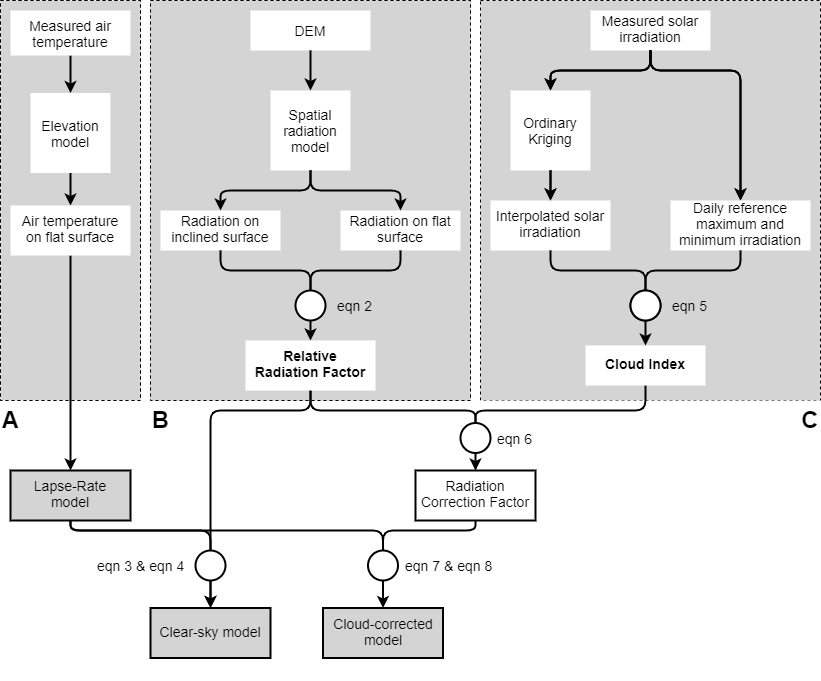 Measured air
temperature
Elevation
model
Air temperature
on flat surface
A
DEM
Spatial
radiation
model
Radiation on
inclined surface
Radiation on flat
surface
eqn 2
Relative
Radiation Factor
B
Measured solar
irradiation
Ordinary
Kriging
Interpolated solar
irradiation
Daily reference
maximum and
minimum irradiation
eqn 5
Cloud Index
C
eqn 6
Lapse-Rate
model
Radiation
Correction Factor
eqn 3 & eqn 4
eqn 7 & eqn 8
Clear-sky model
Cloud-corrected
model